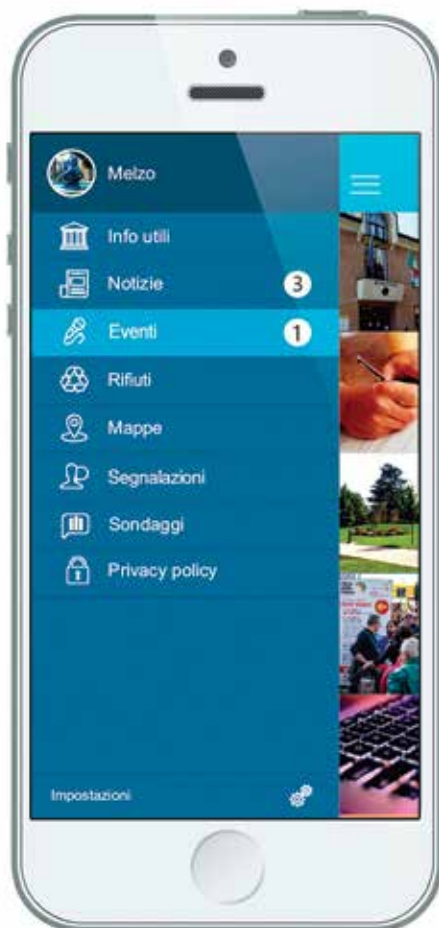 Melzo
Info utili
Notizie 3
Eventi 1
Rifiuti
Mappe
Segnalazioni
Sondaggi
Privacy policy
Impostazioni